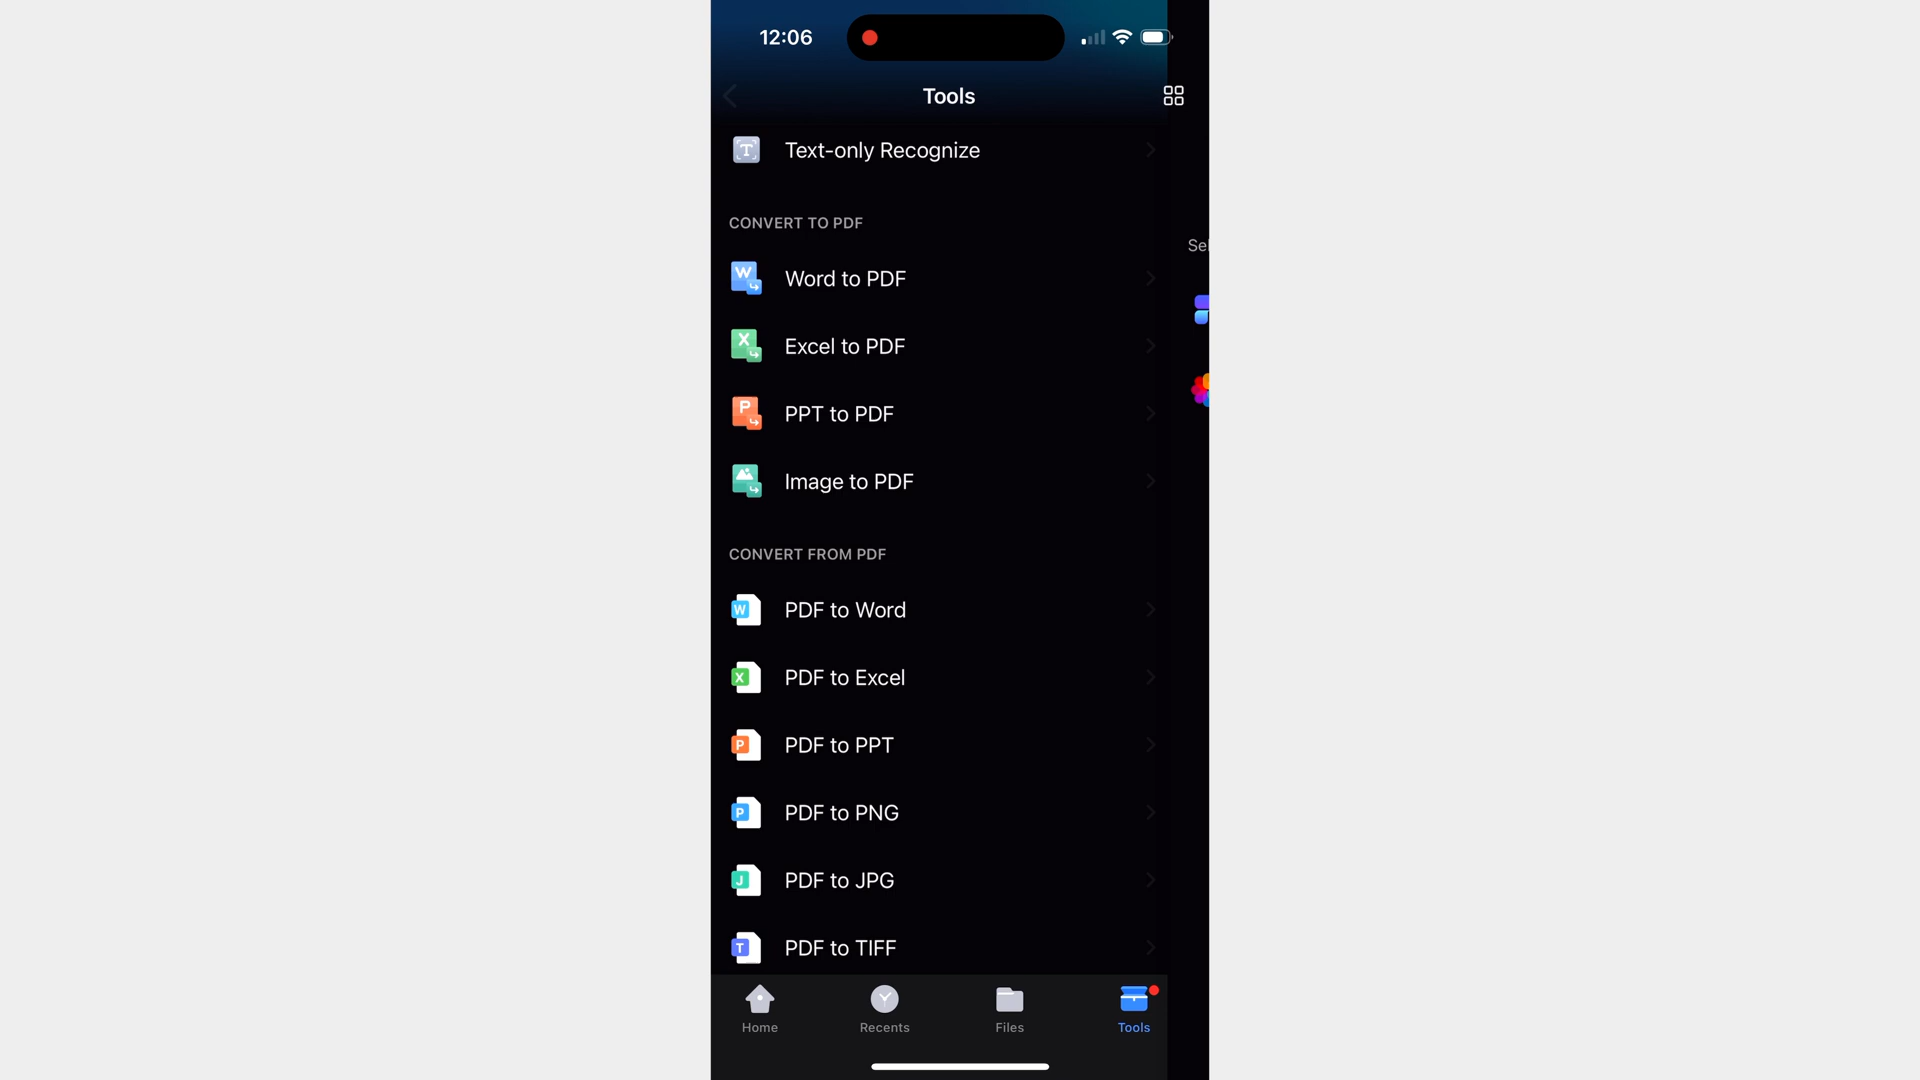 12:06
Tools
Text-only Recognize
CONVERT TO PDF
Sel
Word to PDF
Excel to PDF
PPT to PDF
Image to PDF
CONVERT FROM PDF
PDF to Word
PDF to Excel
PDF to PPT
PDF to PNG
PDF to JPG
PDF to TIFF
Home
Recents
Files
Tools